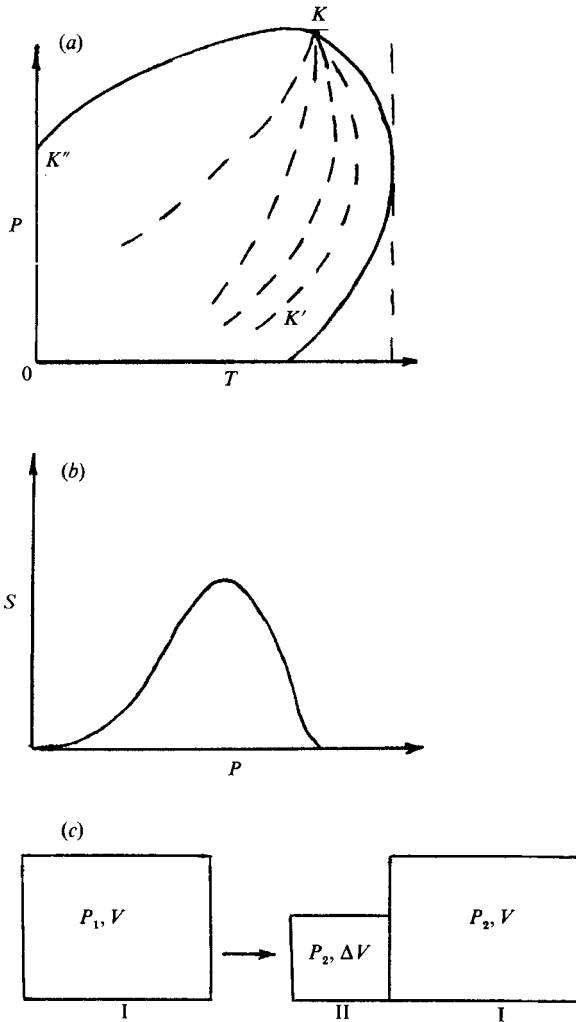 (a)
K
K″
P
K′
0
T
(b)
S
P
(c)
P₁, V
P₂, ΔV
P₂, V
I
II
I